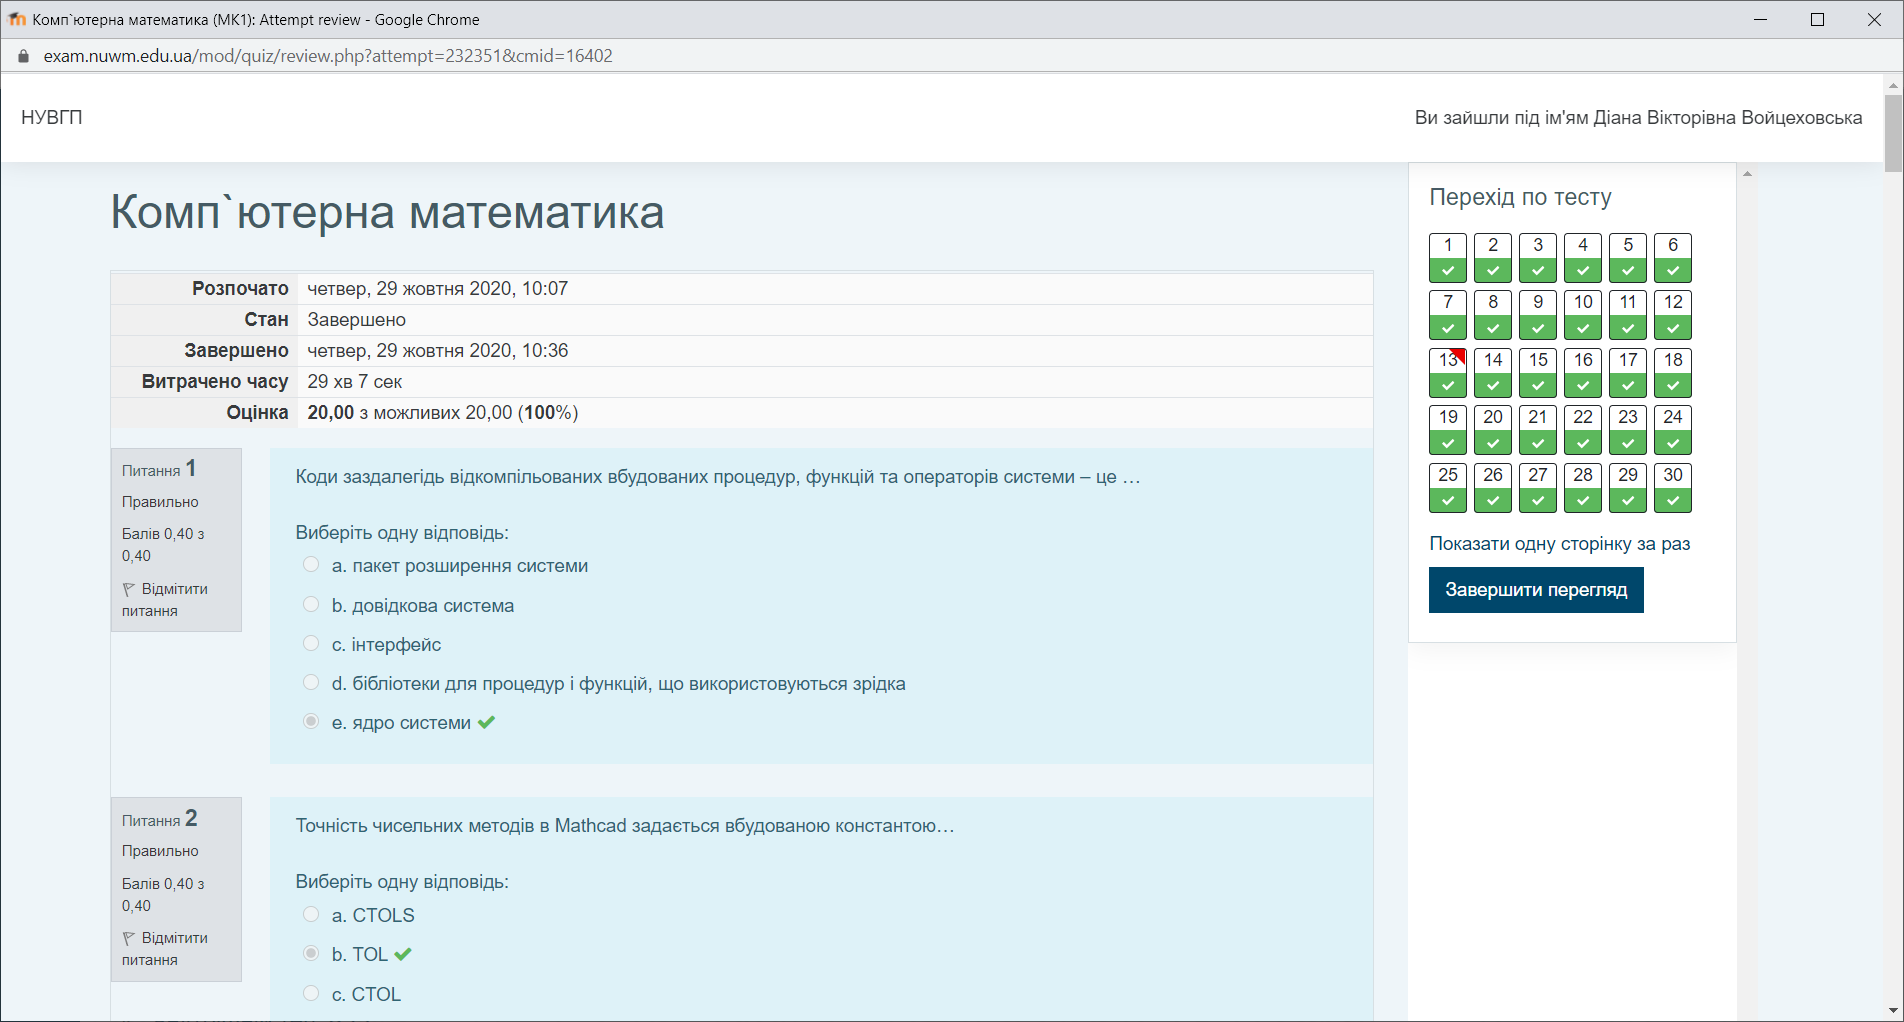 Комп`ютерна математика (МК1): Attempt review - Google Chrome
exam.nuwm.edu.ua/mod/quiz/review.php?attempt=232351&cmid=16402
НУВГП
Ви зайшли під ім'ям Діана Вікторівна Войцеховська
Комп`ютерна математика
Розпочато четвер, 29 жовтня 2020, 10:07
Стан Завершено
Завершено четвер, 29 жовтня 2020, 10:36
Витрачено часу 29 хв 7 сек
Оцінка 20,00 з можливих 20,00 (100%)
Питання 1
Правильно
Балів 0,40 з
0,40
Відмітити
питання
Коди заздалегідь відкомпільованих вбудованих процедур, функцій та операторів системи – це …
Виберіть одну відповідь:
a. пакет розширення системи
b. довідкова система
c. інтерфейс
d. бібліотеки для процедур і функцій, що використовуються зрідка
e. ядро системи
Питання 2
Правильно
Балів 0,40 з
0,40
Відмітити
питання
Точність чисельних методів в Mathcad задається вбудованою константою…
Виберіть одну відповідь:
a. CTOLS
b. TOL
c. CTOL
Перехід по тесту
1 2 3 4 5 6
7 8 9 10 11 12
13 14 15 16 17 18
19 20 21 22 23 24
25 26 27 28 29 30
Показати одну сторінку за раз
Завершити перегляд